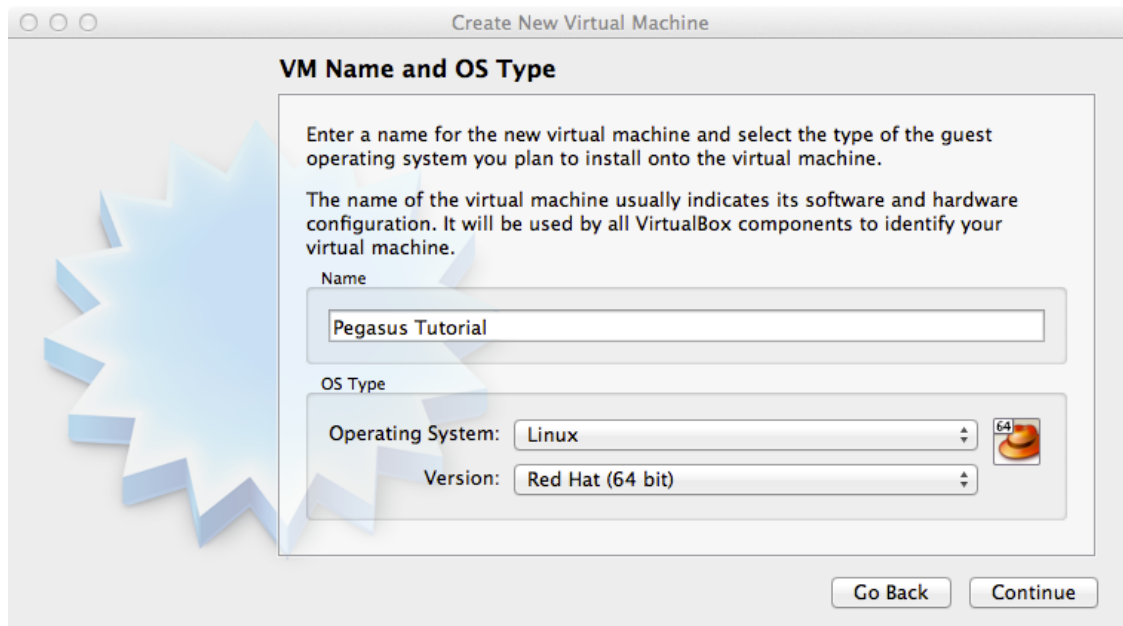 Create New Virtual Machine
VM Name and OS Type
Enter a name for the new virtual machine and select the type of the guest
operating system you plan to install onto the virtual machine.
The name of the virtual machine usually indicates its software and hardware
configuration. It will be used by all VirtualBox components to identify your
virtual machine.
Name
Pegasus Tutorial
OS Type
Operating System: Linux
64
Version: Red Hat (64 bit)
Go Back Continue